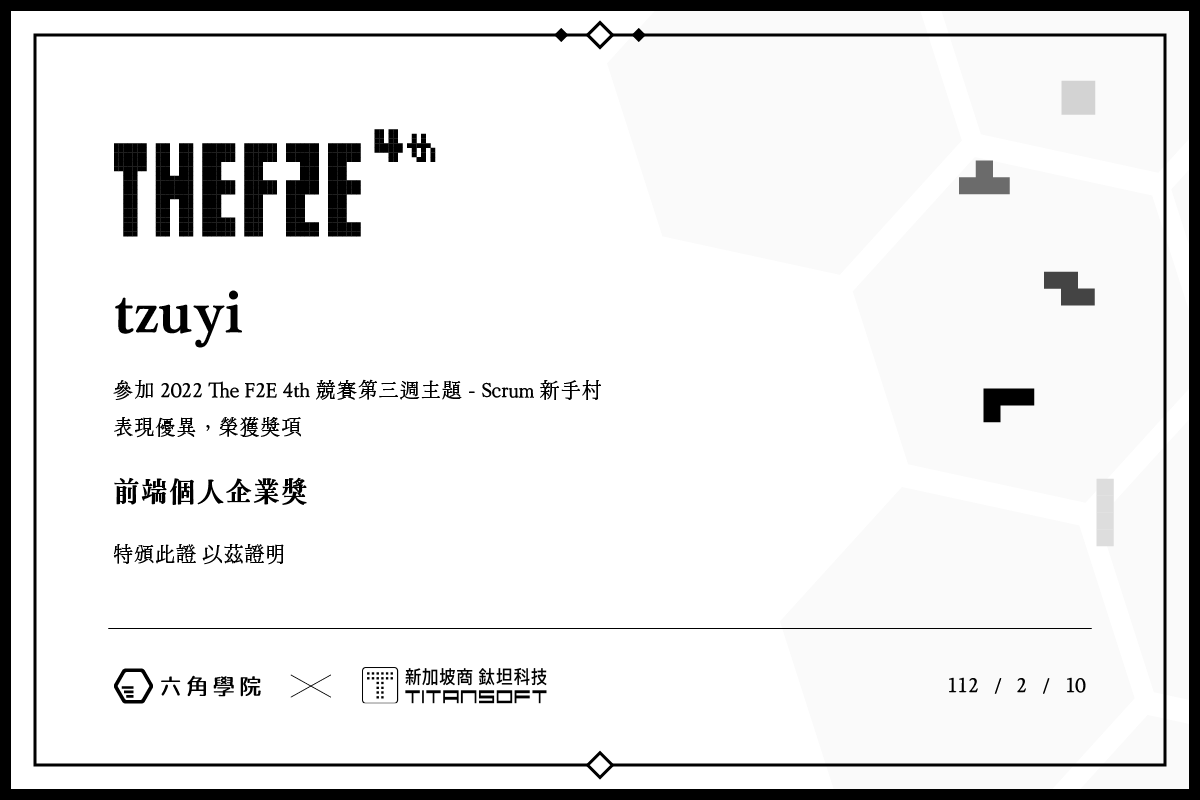 THEF2E 4th
tzuyi
參加 2022 The F2E 4th 競賽第三週主題 - Scrum 新手村
表現優異，榮獲獎項
前端個人企業獎
特頒此證 以茲證明
六角學院
新加坡商 鈦坦科技
TITANSOFT
112 / 2 / 10